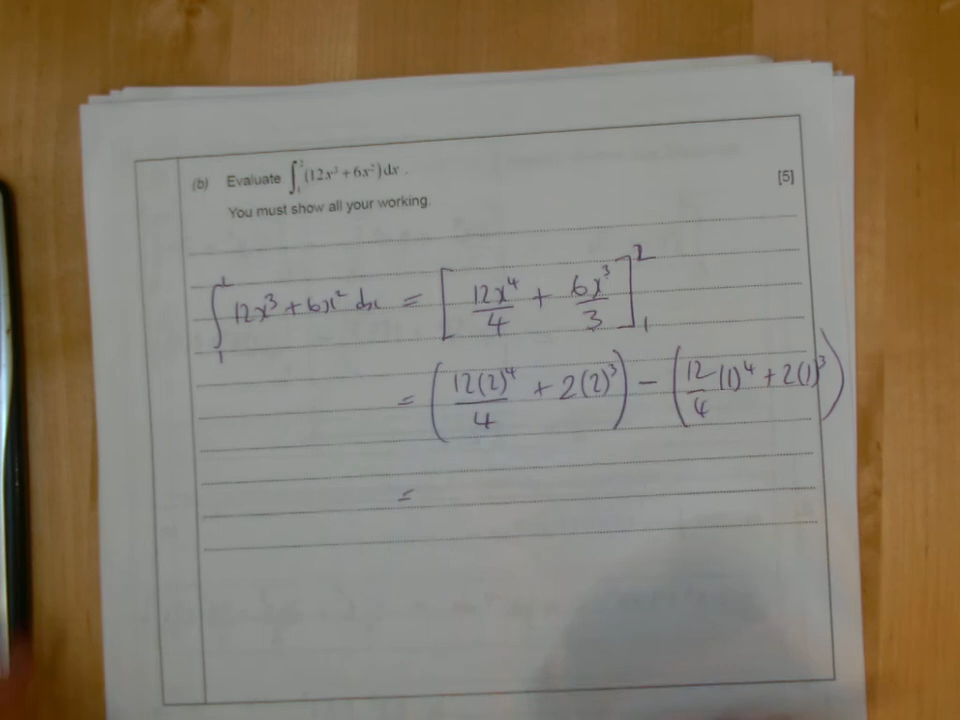 (b) Evaluate ∫₁² (12x³ + 6x²) dx . [5]
You must show all your working.
∫₁² 12x³ + 6x² dx = [ 12x⁴/4 + 6x³/3 ]₁²
= ( 12(2)⁴/4 + 2(2)³ ) − ( 12/4 (1)⁴ + 2(1)³ )
=